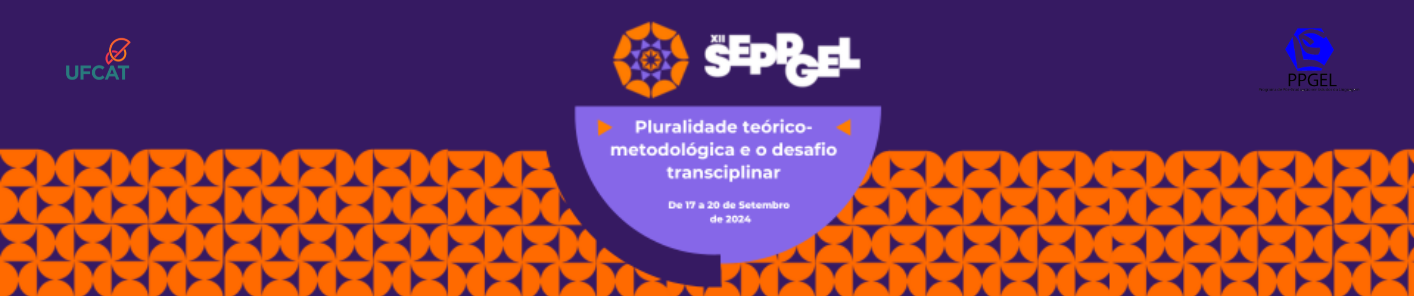 UFCAT
XII
SEPPGEL
PPGEL
Pluralidade teórico-
metodológica e o desafio
transciplinar
De 17 a 20 de Setembro
de 2024